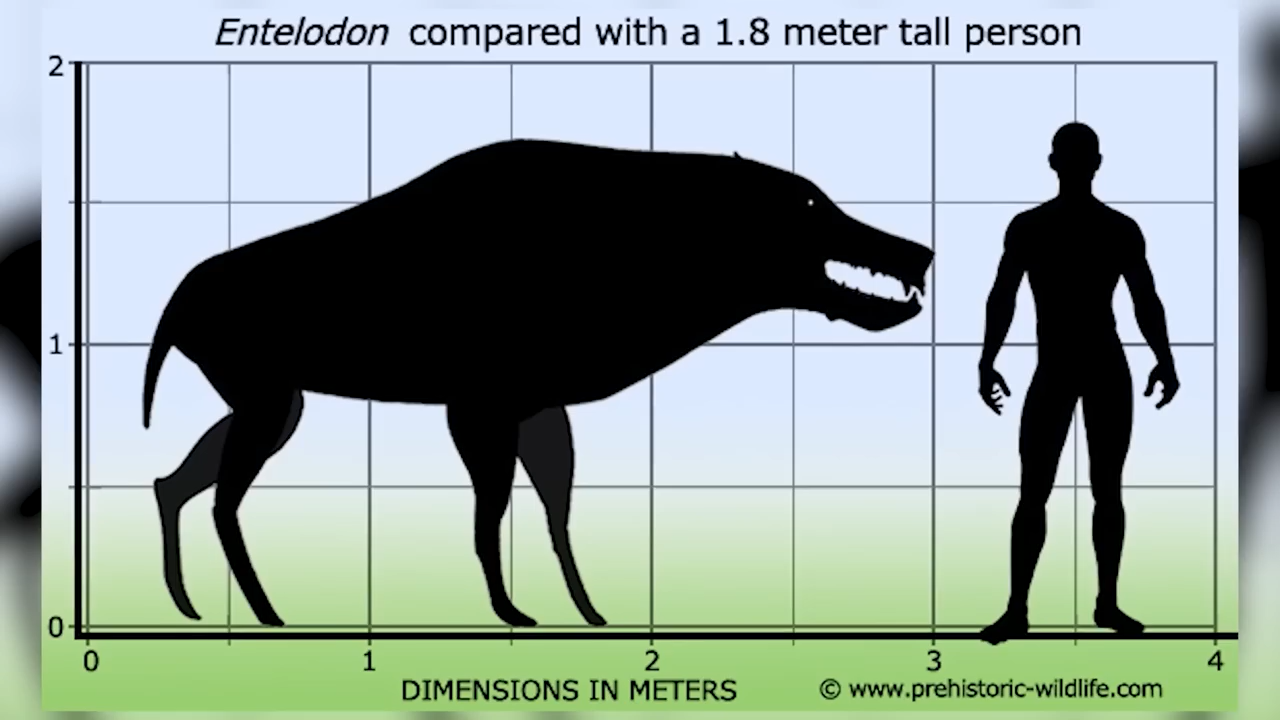 Entelodon compared with a 1.8 meter tall person
2
1
0
0 1 2 3 4
DIMENSIONS IN METERS © www.prehistoric-wildlife.com